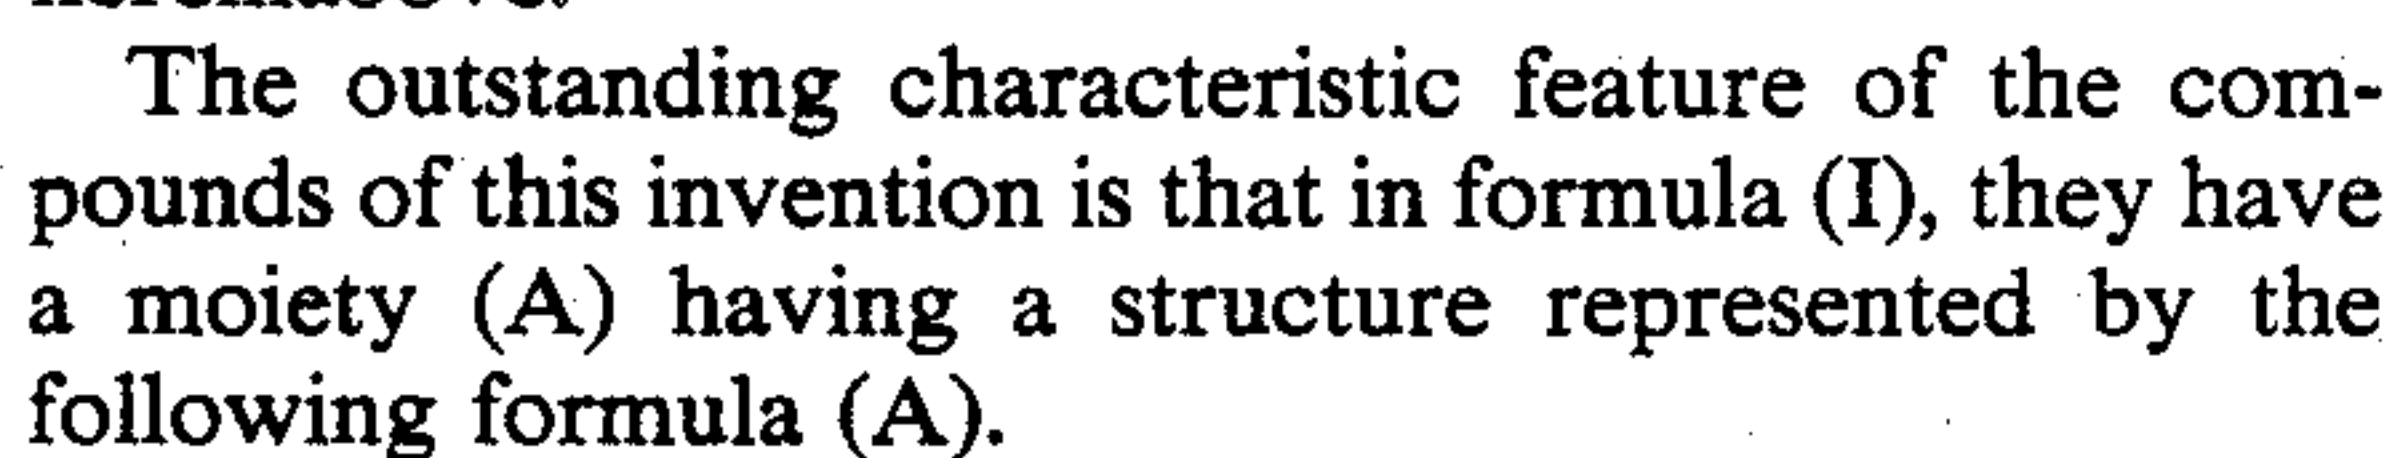 The outstanding characteristic feature of the com-
pounds of this invention is that in formula (I), they have
a moiety (A) having a structure represented by the
following formula (A).